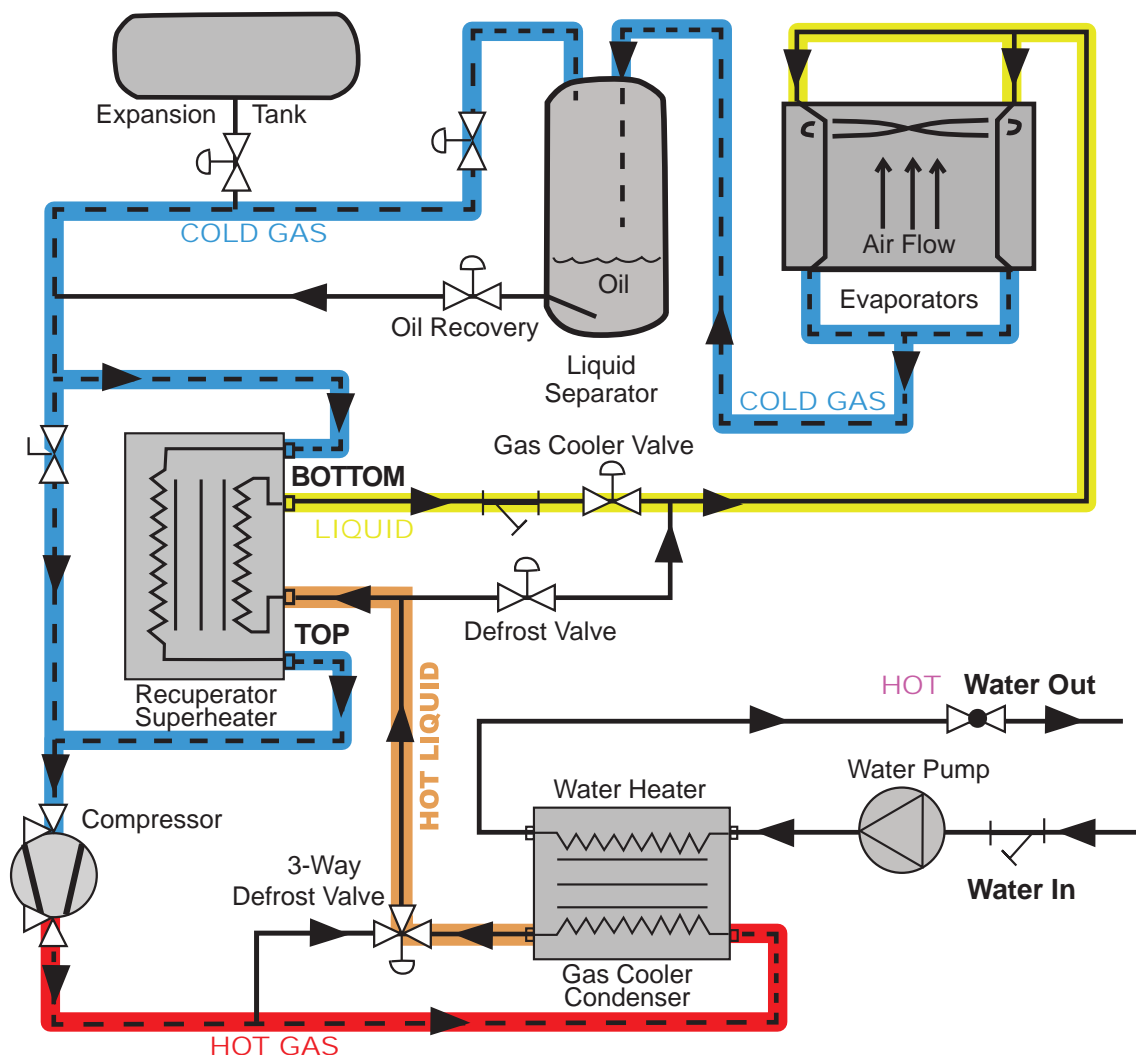 Expansion Tank
COLD GAS
Air Flow
Oil
Evaporators
Oil Recovery
Liquid
Separator
COLD GAS
Gas Cooler Valve
BOTTOM
LIQUID
Defrost Valve
TOP
Recuperator
Superheater
HOT LIQUID
HOT
Water Out
Water Pump
Water Heater
Compressor
3-Way
Defrost Valve
Water In
Gas Cooler
Condenser
HOT GAS